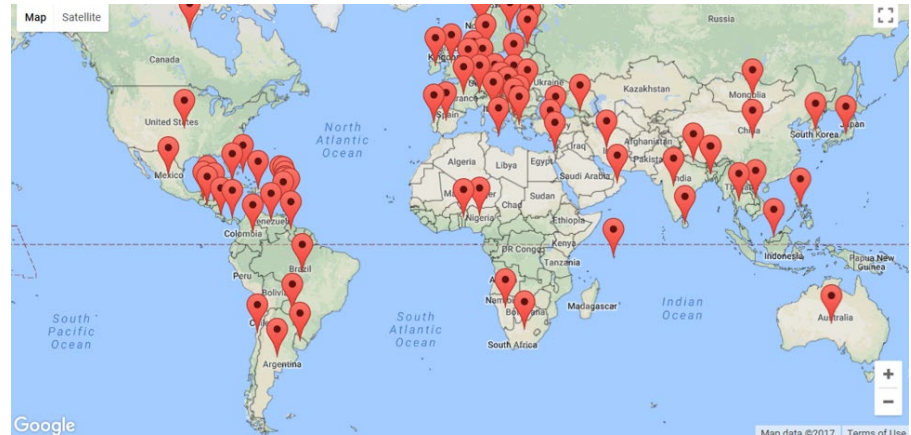 Map Satellite
Russia
Canada
Kingdom
Ukraine
Kazakhstan
Mongolia
United States
North
Atlantic
Ocean
Spain
China
South Korea
Japan
Iraq
Afghanistan
Pakistan
Algeria
Libya
Egypt
Saudi Arabia
India
Mexico
Chad
Sudan
Nigeria
Ethiopia
Venezuela
Colombia
DR Congo
Kenya
Indonesia
Papua New
Guinea
Tanzania
Brazil
Peru
Bolivia
Indian
Ocean
Namibia
Botswana
Madagascar
South
Pacific
Ocean
South
Atlantic
Ocean
Australia
South Africa
Argentina
Google
Map data ©2017 Terms of Use